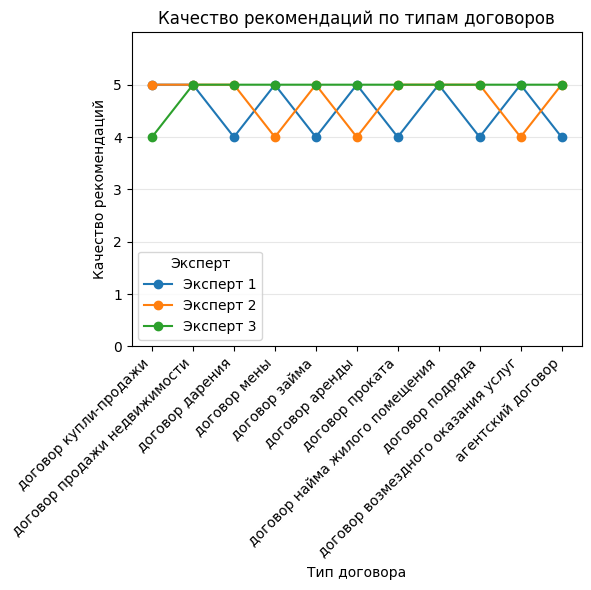 Качество рекомендаций по типам договоров
Качество рекомендаций
5
4
3
2
1
0
Эксперт
Эксперт 1
Эксперт 2
Эксперт 3
договор купли-продажи
договор продажи недвижимости
договор дарения
договор мены
договор займа
договор аренды
договор проката
договор найма жилого помещения
договор подряда
договор возмездного оказания услуг
агентский договор
Тип договора